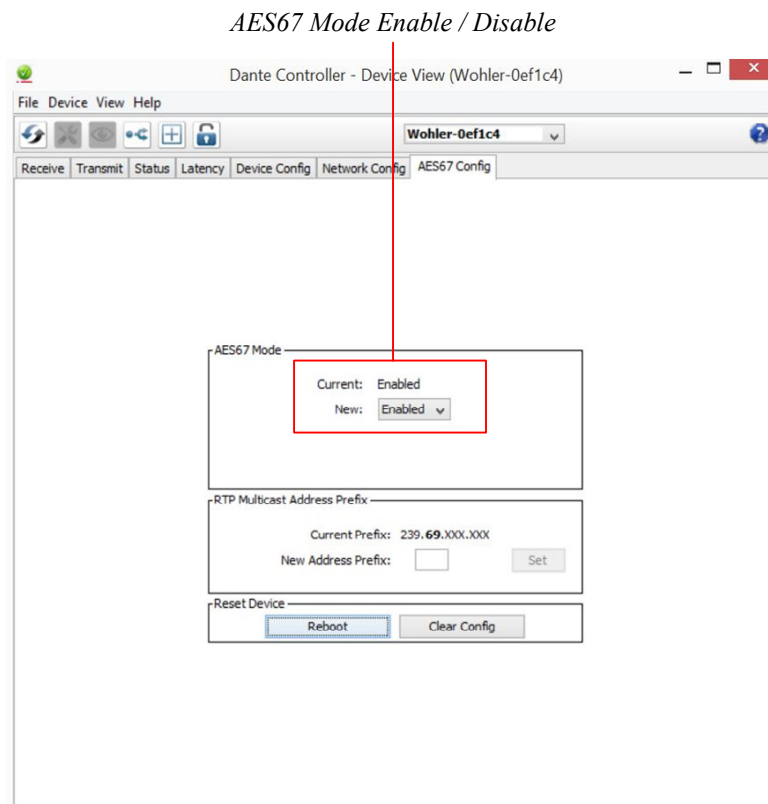 AES67 Mode Enable / Disable
Dante Controller - Device View (Wohler-0ef1c4)
File Device View Help
Wohler-0ef1c4
Receive Transmit Status Latency Device Config Network Config AES67 Config
AES67 Mode
Current: Enabled
New: Enabled
RTP Multicast Address Prefix
Current Prefix: 239.69.XXX.XXX
New Address Prefix: Set
Reset Device
Reboot Clear Config